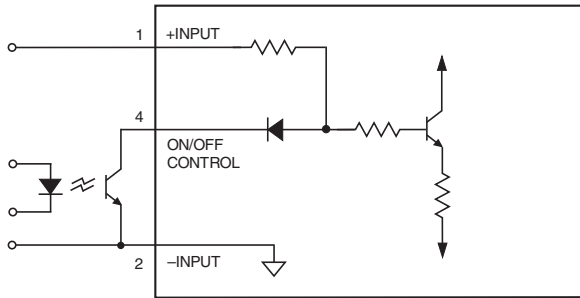 1 +INPUT
4
ON/OFF
CONTROL
2 –INPUT